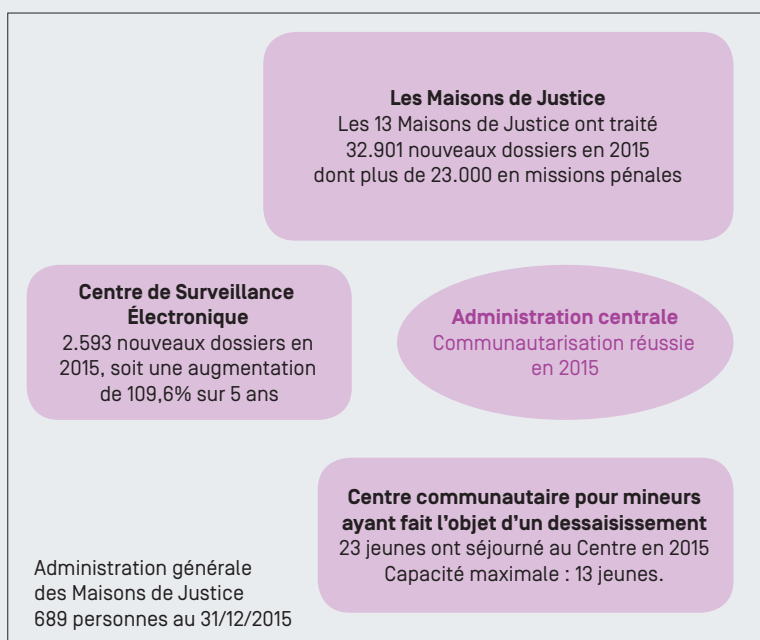 Les Maisons de Justice
Les 13 Maisons de Justice ont traité
32.901 nouveaux dossiers en 2015
dont plus de 23.000 en missions pénales
Centre de Surveillance
Électronique
2.593 nouveaux dossiers en
2015, soit une augmentation
de 109,6% sur 5 ans
Administration centrale
Communautarisation réussie
en 2015
Centre communautaire pour mineurs
ayant fait l'objet d'un dessaisissement
23 jeunes ont séjourné au Centre en 2015
Capacité maximale : 13 jeunes.
Administration générale
des Maisons de Justice
689 personnes au 31/12/2015